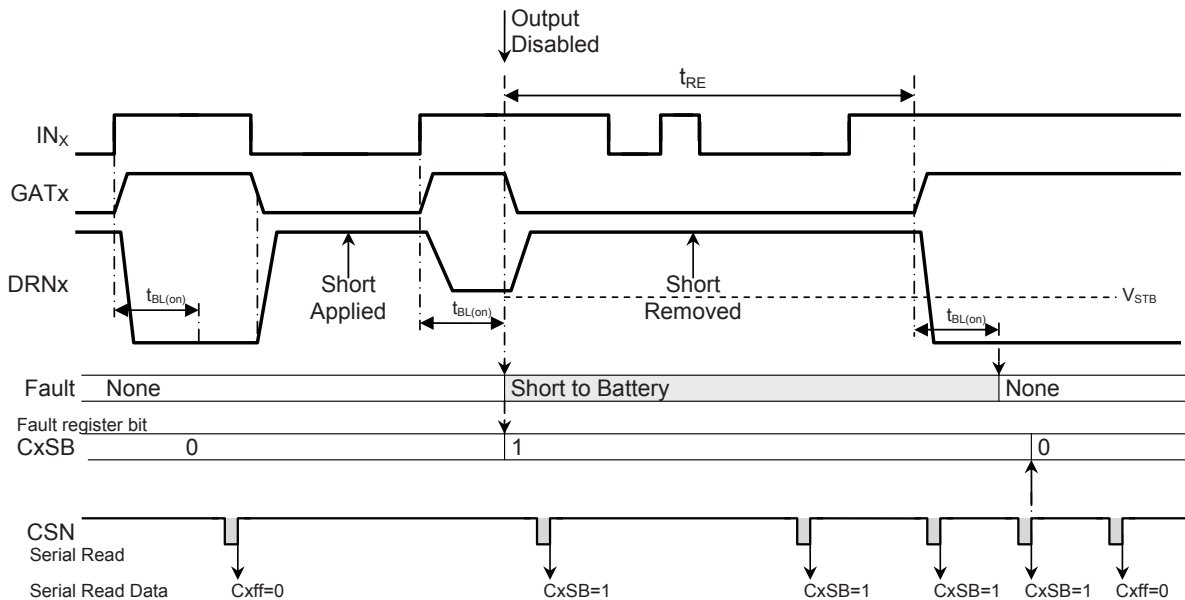 Output
Disabled
tRE
INX
GATx
DRNx
Short
Applied
Short
Removed
VSTB
tBL(on)
tBL(on)
tBL(on)
Fault
None
Short to Battery
None
Fault register bit
CxSB
0
1
0
CSN
Serial Read
Serial Read Data
Cxff=0
CxSB=1
CxSB=1
CxSB=1
CxSB=1
Cxff=0